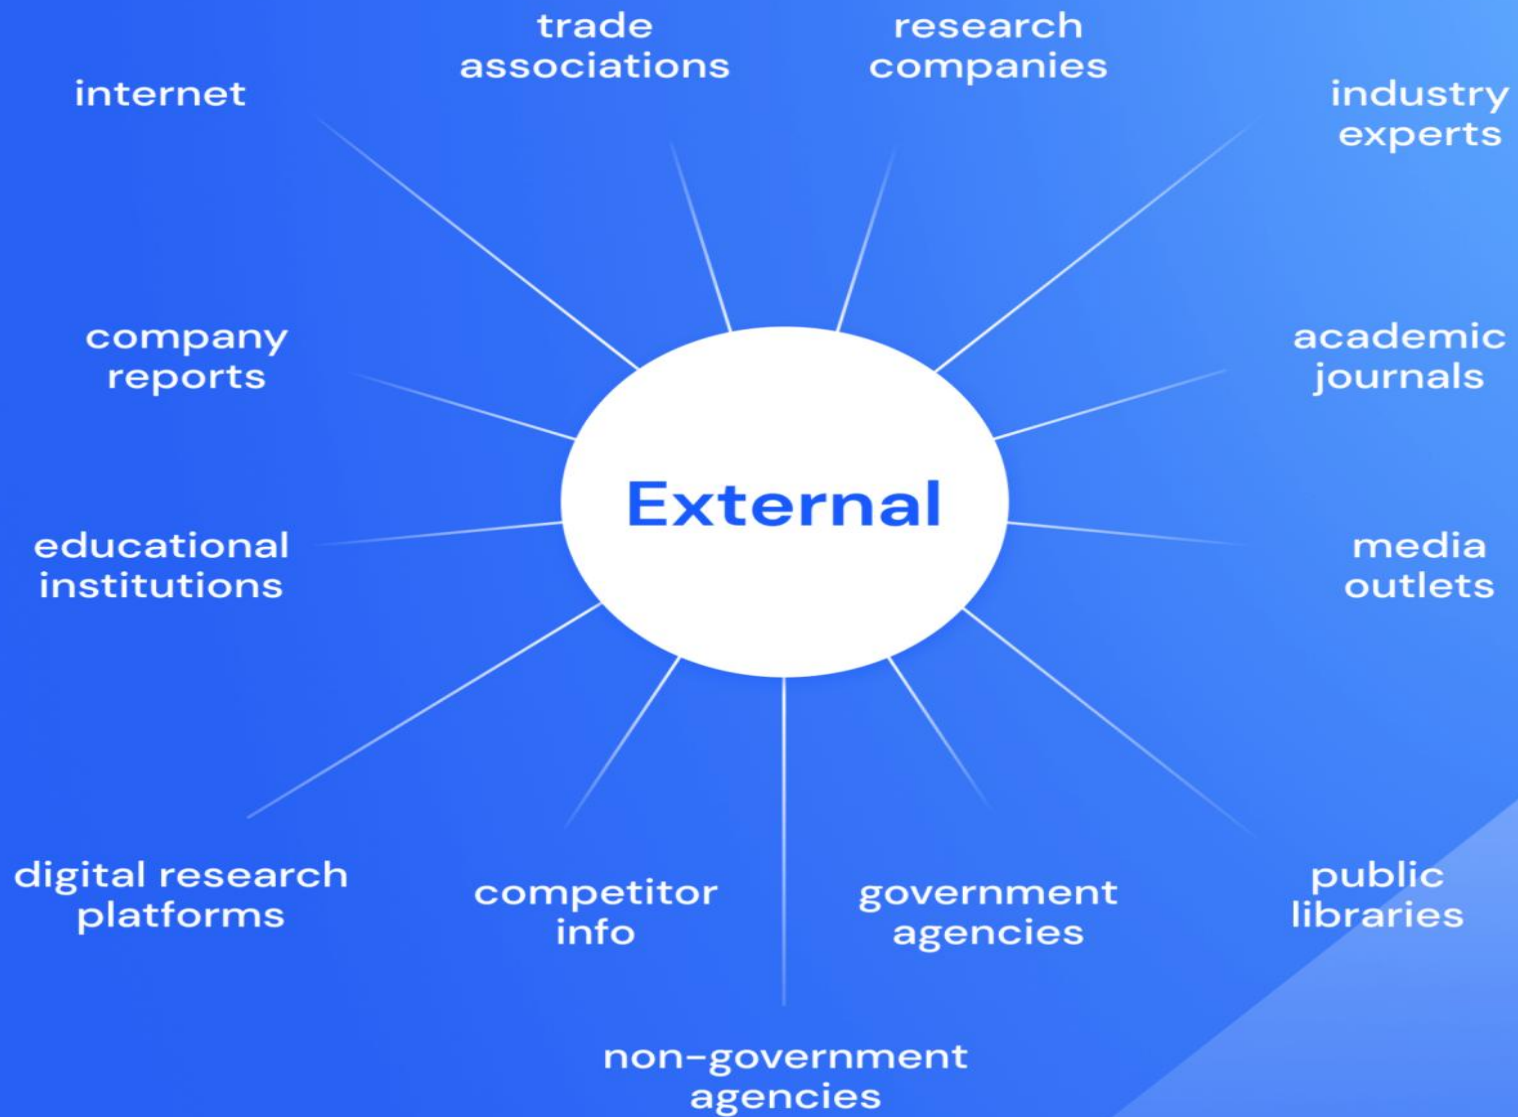 trade
associations
research
companies
internet
industry
experts
company
reports
academic
journals
External
educational
institutions
media
outlets
digital research
platforms
competitor
info
government
agencies
public
libraries
non-government
agencies